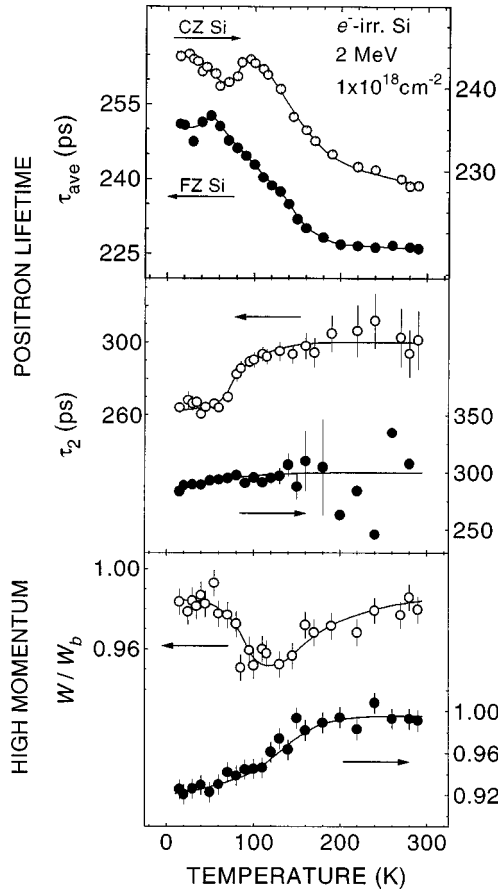 CZ Si
e⁻-irr. Si
2 MeV
1x10¹⁸cm⁻²
FZ Si
POSITRON LIFETIME
τave (ps)
255
240
225
245
240
235
230
τ2 (ps)
300
260
350
300
250
HIGH MOMENTUM
W / Wb
1.00
0.96
1.00
0.96
0.92
0
100
200
300
TEMPERATURE (K)